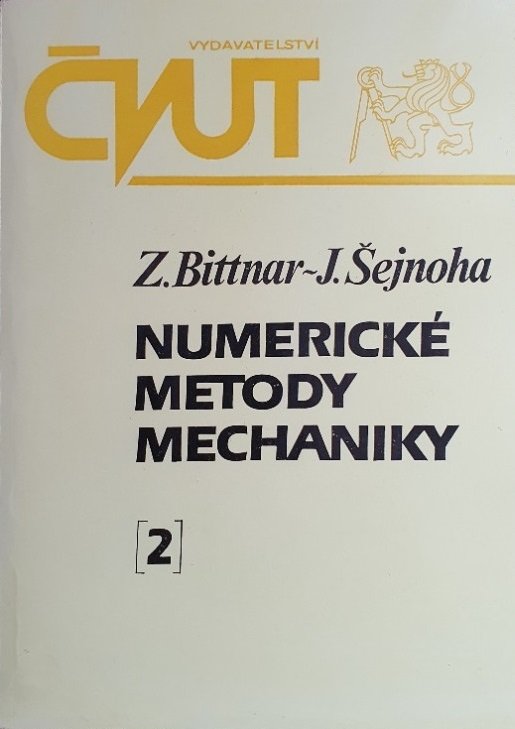 VYDAVATELSTVÍ
ČVUT
Z. Bittnar~J. Šejnoha
NUMERICKÉ
METODY
MECHANIKY
[2]